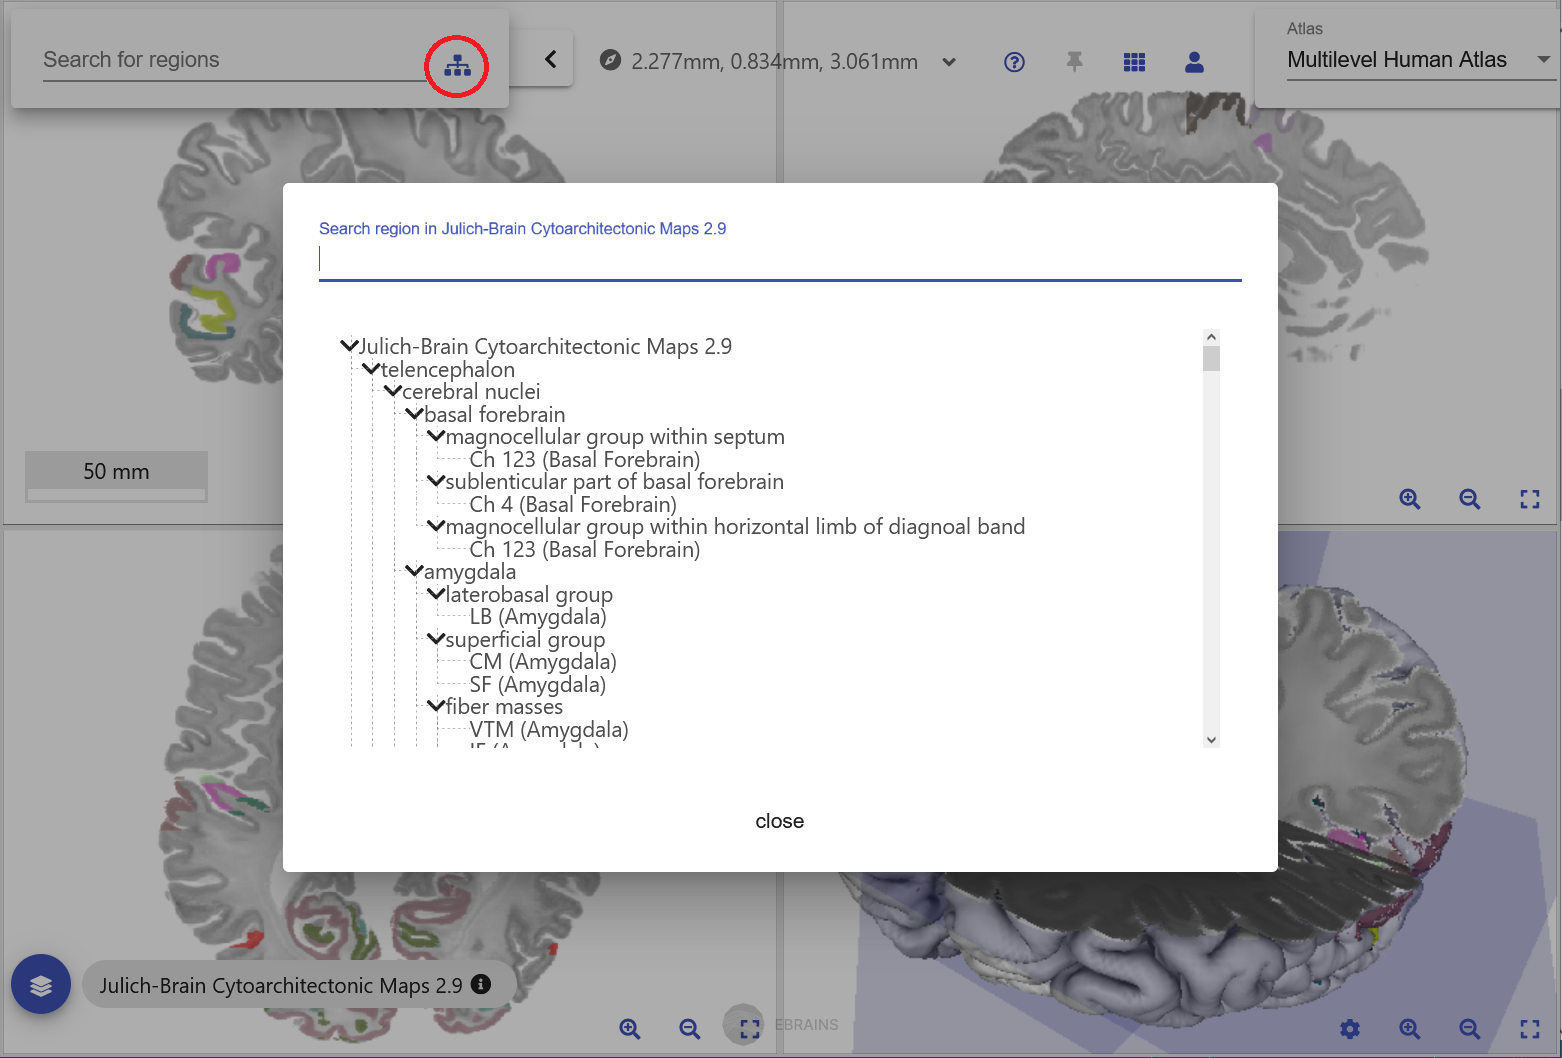 Search for regions
2.277mm, 0.834mm, 3.061mm
Atlas
Multilevel Human Atlas
Search region in Julich-Brain Cytoarchitectonic Maps 2.9
Julich-Brain Cytoarchitectonic Maps 2.9
telencephalon
cerebral nuclei
basal forebrain
magnocellular group within septum
Ch 123 (Basal Forebrain)
sublenticular part of basal forebrain
Ch 4 (Basal Forebrain)
magnocellular group within horizontal limb of diagnoal band
Ch 123 (Basal Forebrain)
amygdala
laterobasal group
LB (Amygdala)
superficial group
CM (Amygdala)
SF (Amygdala)
fiber masses
VTM (Amygdala)
50 mm
close
Julich-Brain Cytoarchitectonic Maps 2.9
EBRAINS